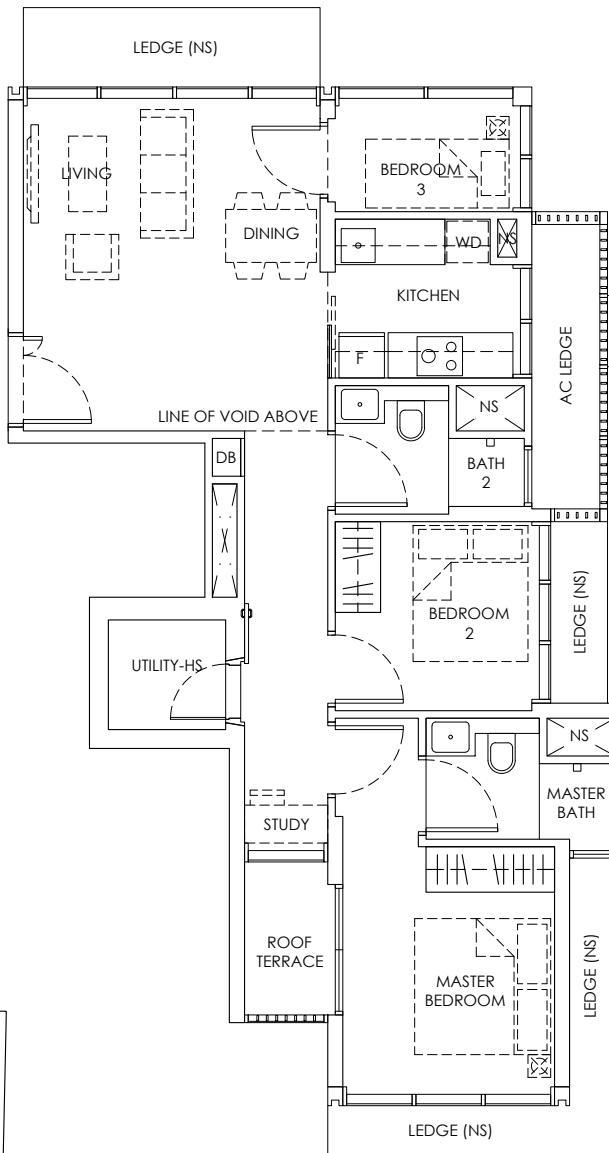 LEDGE (NS)
LIVING
BEDROOM
3
DINING
WD
NS
KITCHEN
F
AC LEDGE
LINE OF VOID ABOVE
NS
DB
BATH
2
BEDROOM
2
LEDGE (NS)
UTILITY-HS
NS
MASTER
BATH
STUDY
ROOF
TERRACE
MASTER
BEDROOM
LEDGE (NS)
LEDGE (NS)